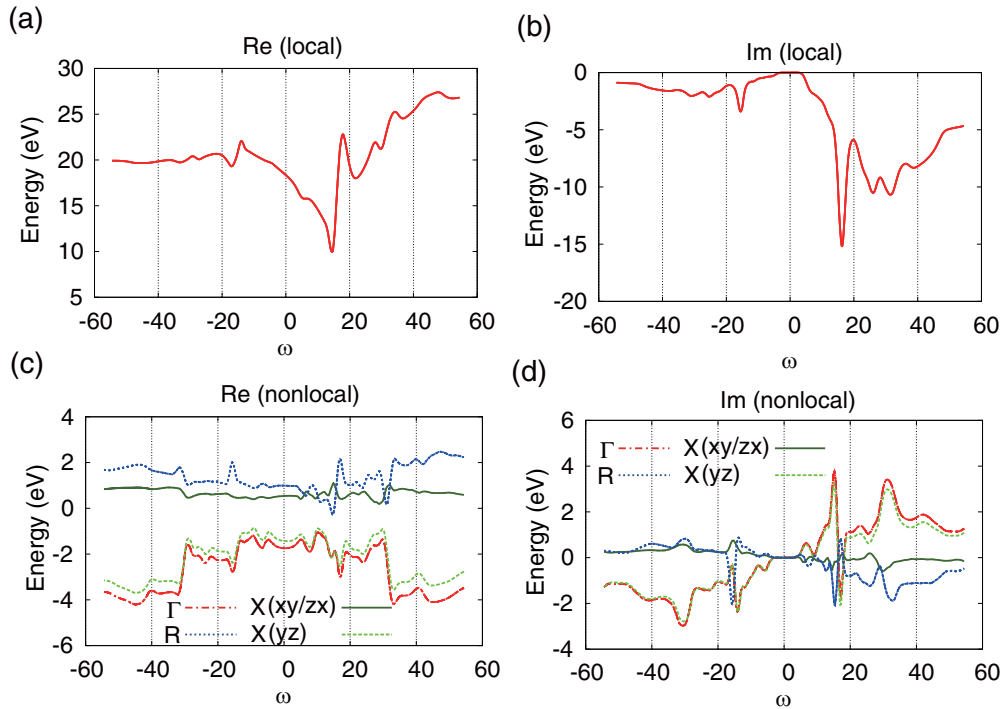 (a)
Re (local)
Energy (eV)
30
25
20
15
10
5
-60 -40 -20 0 20 40 60
ω
(b)
Im (local)
Energy (eV)
0
-5
-10
-15
-20
-60 -40 -20 0 20 40 60
ω
(c)
Re (nonlocal)
Energy (eV)
4
2
0
-2
-4
-6
Γ X(xy/zx)
R X(yz)
-60 -40 -20 0 20 40 60
ω
(d)
Im (nonlocal)
Energy (eV)
6
4
2
0
-2
-4
Γ X(xy/zx)
R X(yz)
-60 -40 -20 0 20 40 60
ω